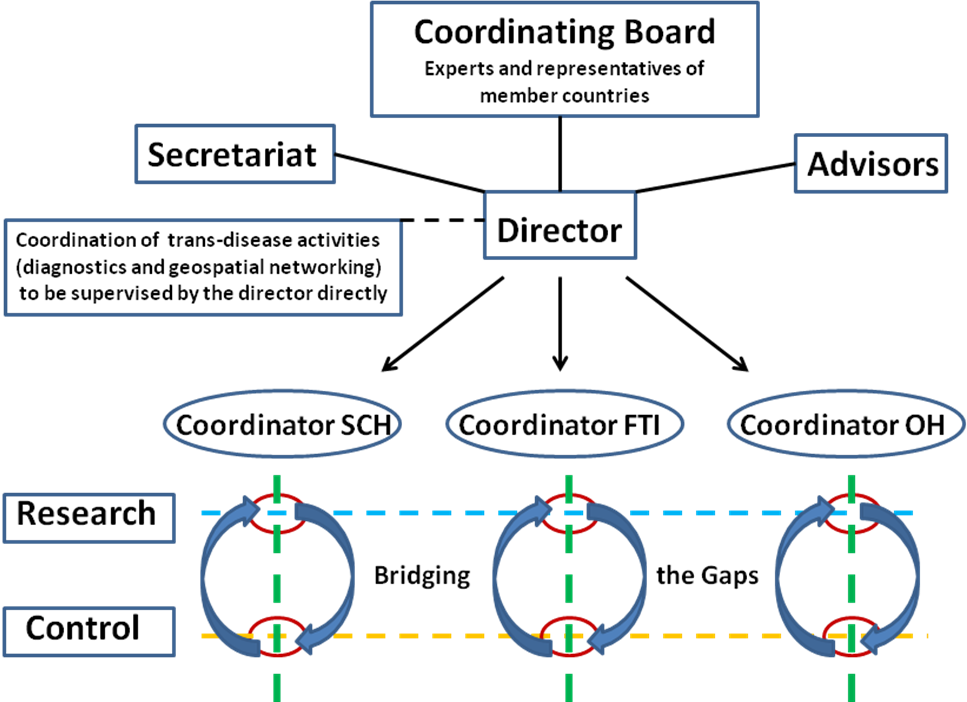 Coordinating Board
Experts and representatives of
member countries
Secretariat
Advisors
Director
Coordination of trans-disease activities
(diagnostics and geospatial networking)
to be supervised by the director directly
Coordinator SCH
Coordinator FTI
Coordinator OH
Research
Bridging
the Gaps
Control